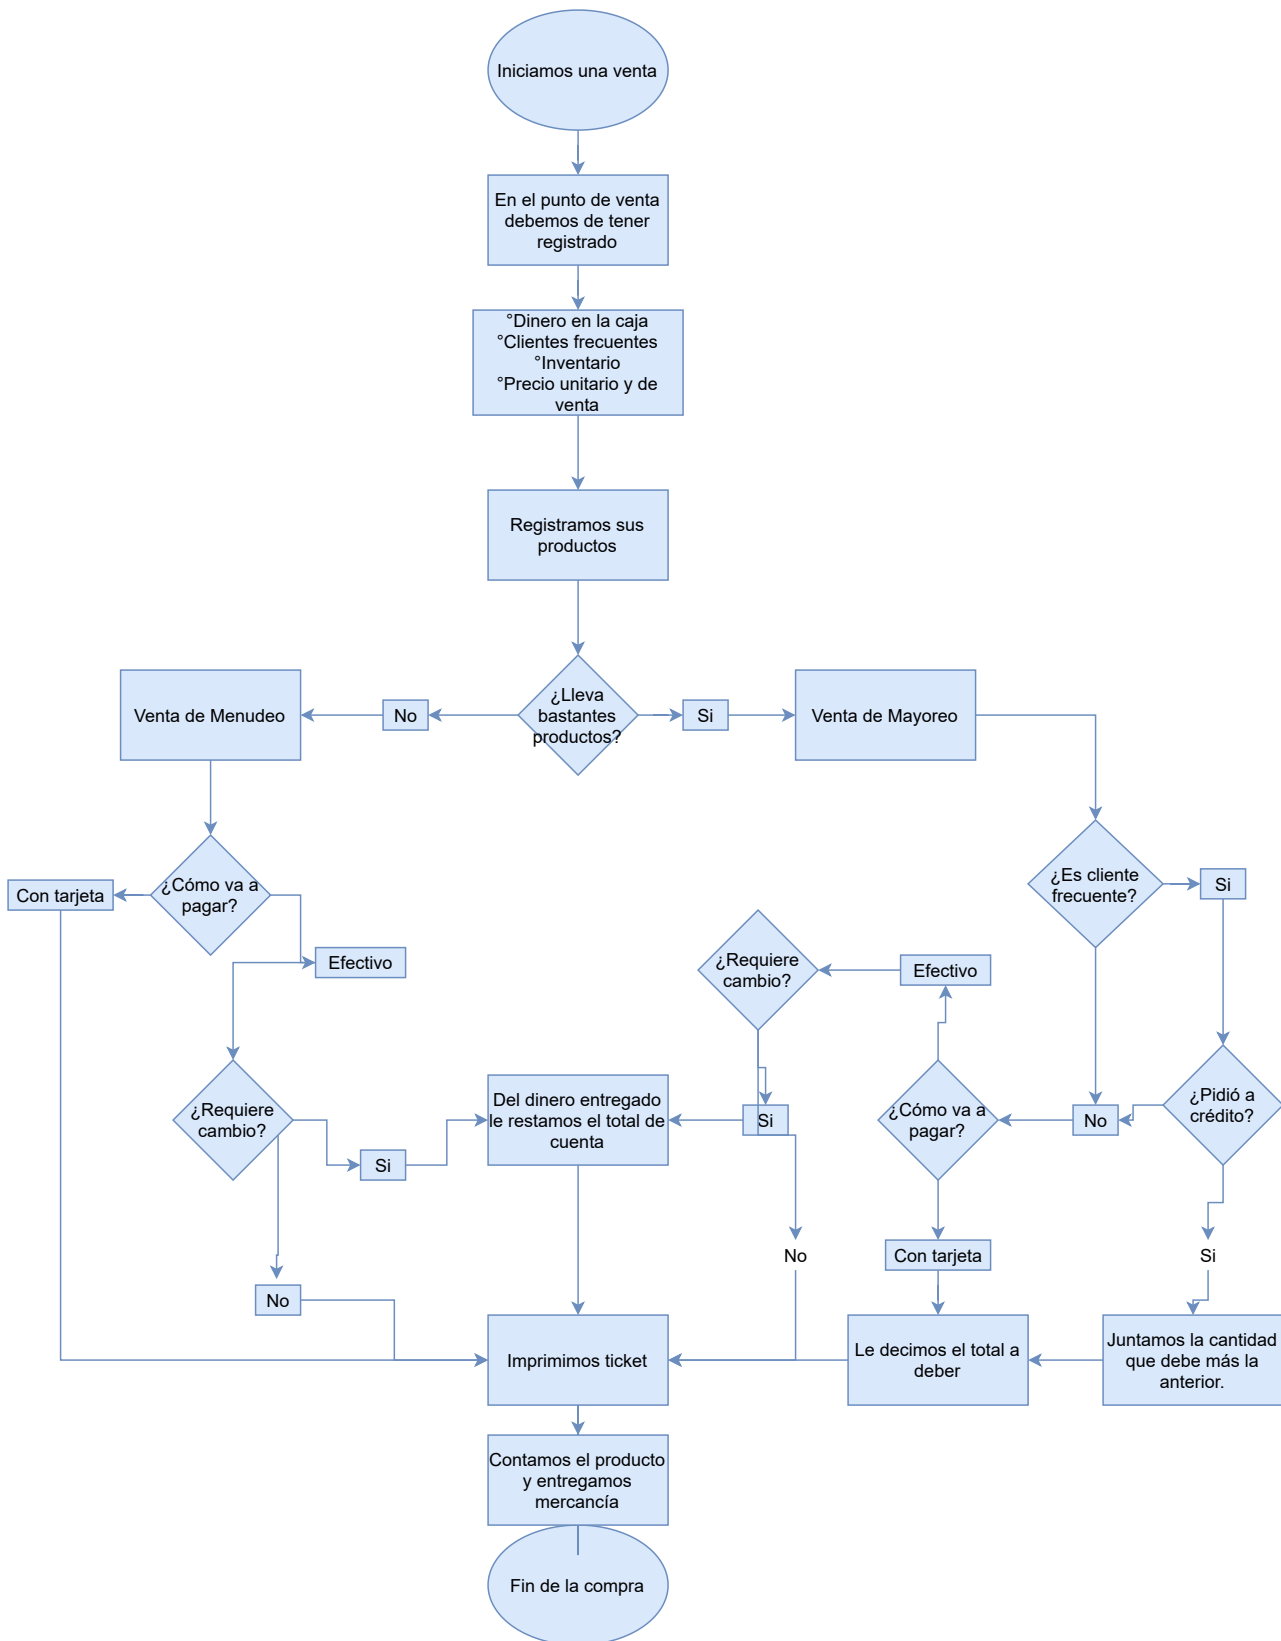 Iniciamos una venta
En el punto de venta
debemos de tener
registrado
°Dinero en la caja
°Clientes frecuentes
°Inventario
°Precio unitario y de
venta
Registramos sus
productos
¿Lleva
bastantes
productos?
No
Venta de Menudeo
Si
Venta de Mayoreo
¿Cómo va a
pagar?
Con tarjeta
Efectivo
¿Requiere
cambio?
Si
No
¿Es cliente
frecuente?
Si
¿Pidió a
crédito?
No
¿Cómo va a
pagar?
Efectivo
¿Requiere
cambio?
Si
No
Con tarjeta
Si
Del dinero entregado
le restamos el total de
cuenta
Juntamos la cantidad
que debe más la
anterior.
Le decimos el total a
deber
Imprimimos ticket
Contamos el producto
y entregamos
mercancía
Fin de la compra